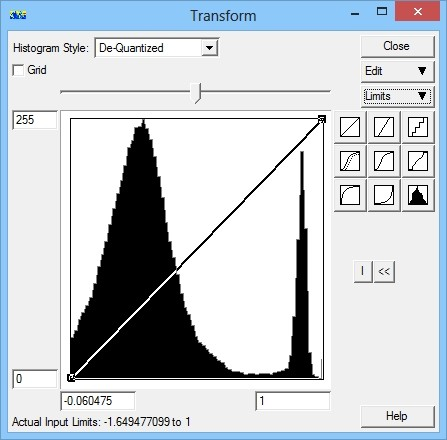 Transform
Histogram Style: De-Quantized
Close
Grid
Edit
Limits
255
I <<
0
-0.060475 1
Actual Input Limits: -1.649477099 to 1
Help